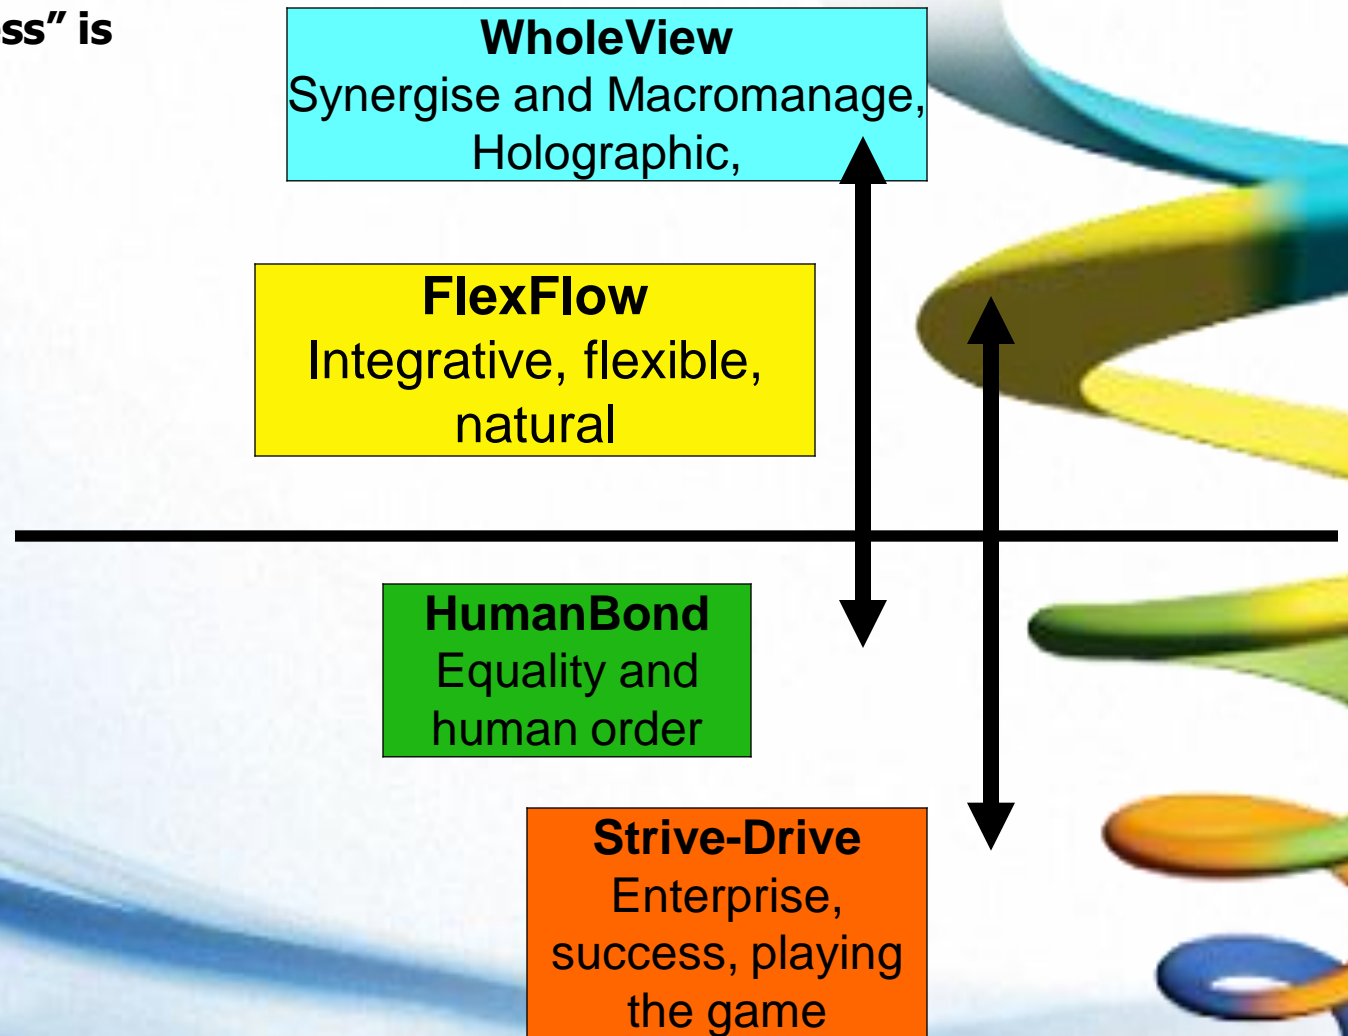 ss” is
WholeView
Synergise and Macromanage,
Holographic,
FlexFlow
Integrative, flexible,
natural
HumanBond
Equality and
human order
Strive-Drive
Enterprise,
success, playing
the game